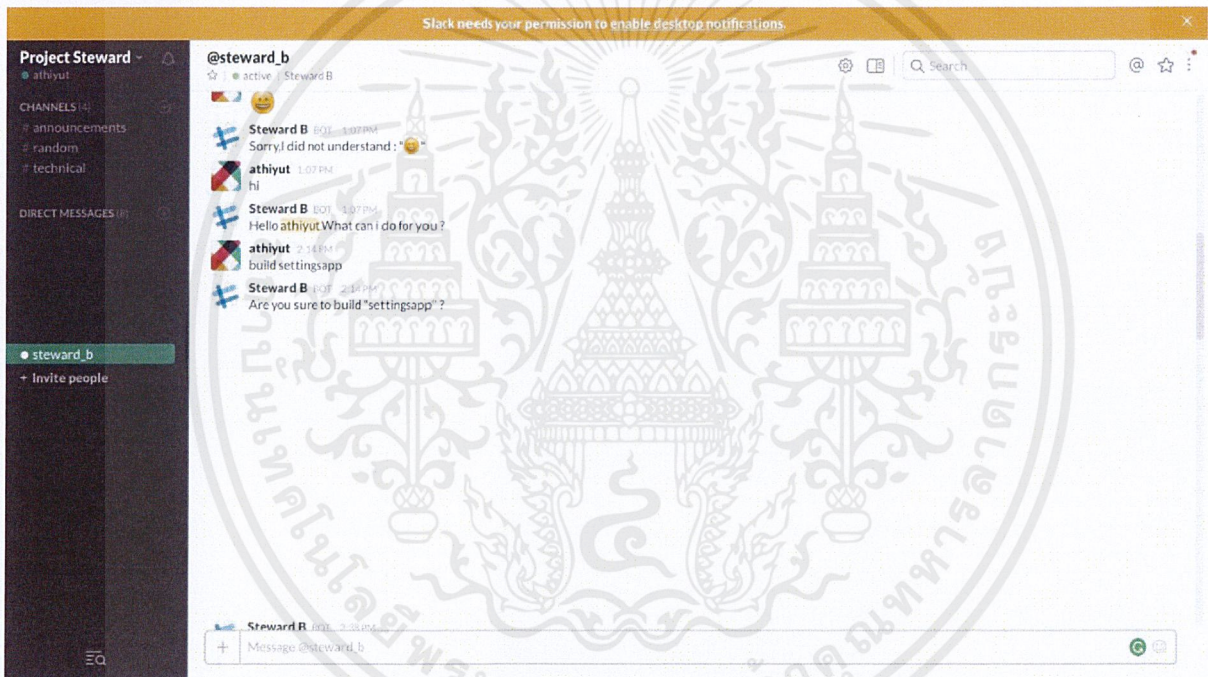 Slack needs your permission to enable desktop notifications.
Project Steward
athiyut
CHANNELS (4)
# announcements
# random
# technical
DIRECT MESSAGES
steward_b
+ Invite people
@steward_b
active | Steward B
Search
Steward B BOT 1:07 PM
Sorry,I did not understand : "😀"
athiyut 1:07 PM
hi
Steward B BOT 1:07 PM
Hello athiyut.What can i do for you ?
athiyut 2:14 PM
build settingsapp
Steward B BOT 2:14 PM
Are you sure to build "settingsapp" ?
Steward B BOT 2:38 PM
Message @steward_b